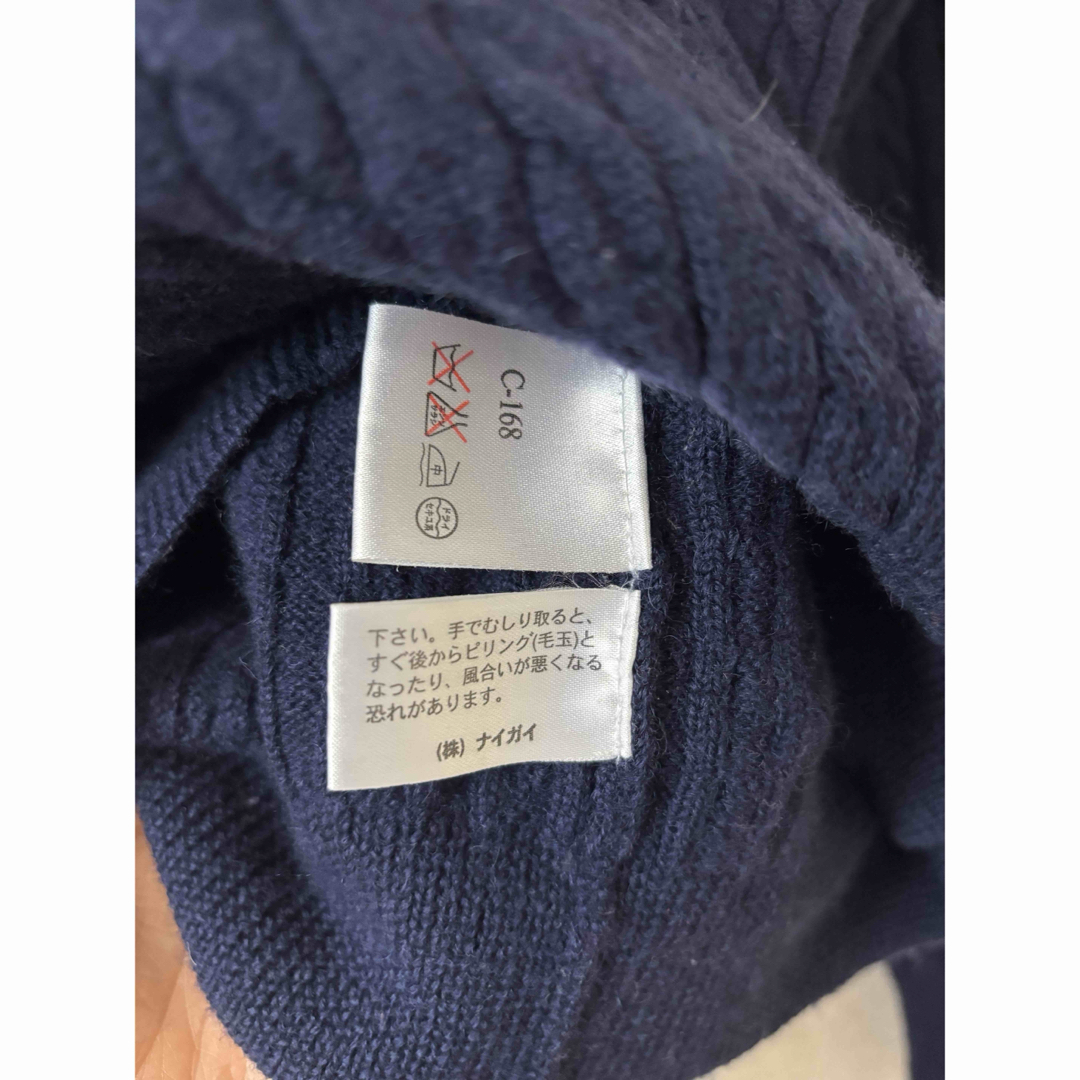 C-168
中
ドライ
セキユ系
下さい。手でむしり取ると、
すぐ後からピリング(毛玉)と
なったり、風合いが悪くなる
恐れがあります。
(株) ナイガイ